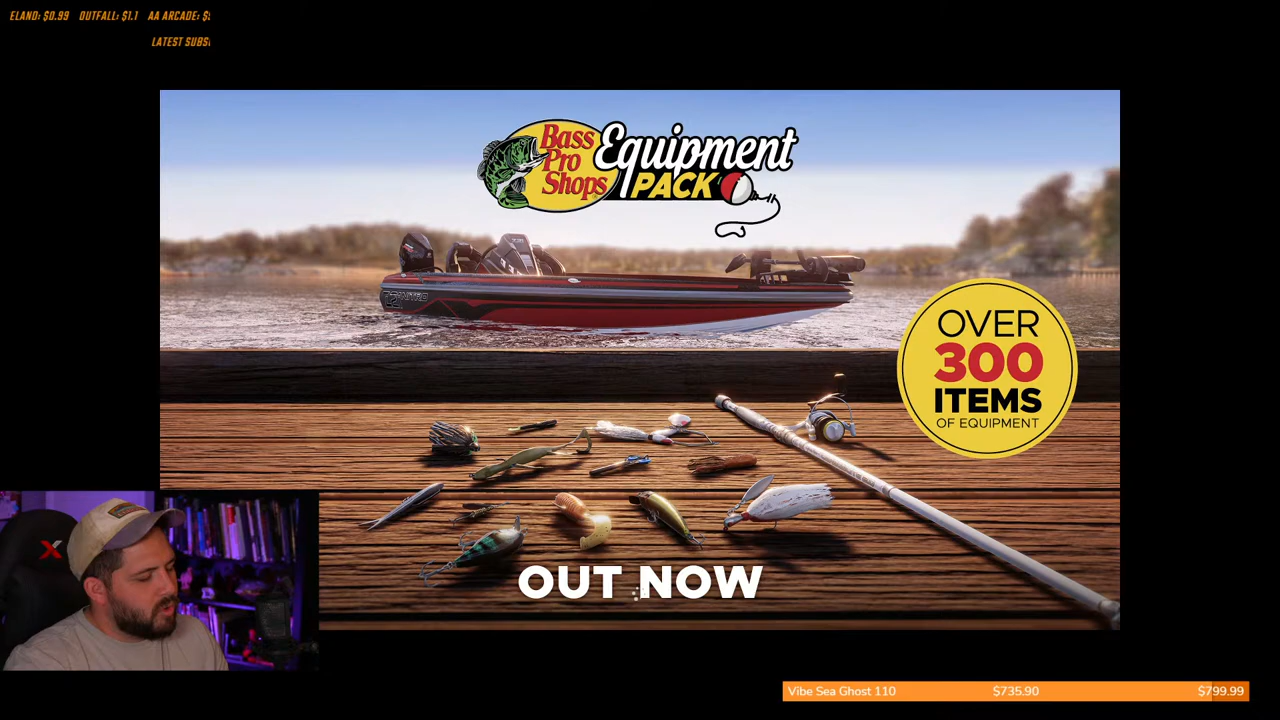 ELAND: $0.99 OUTFALL: $1.1 AA ARCADE:
LATEST SUBS
Bass
Pro
Shops
Equipment
PACK
NITRO
OVER
300
ITEMS
OF EQUIPMENT
OUT NOW
X
Vibe Sea Ghost 110 $735.90 $799.99